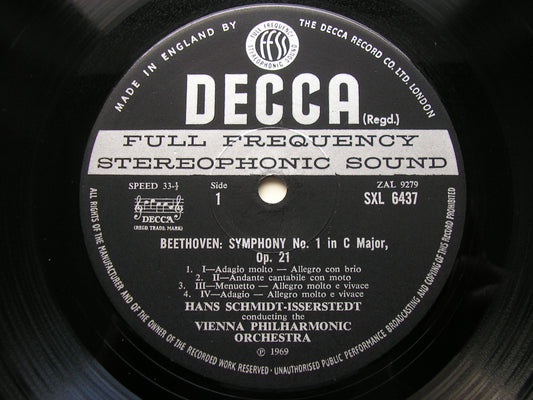 MADE IN ENGLAND BY
THE DECCA RECORD CO. LTD. LONDON
FULL FREQUENCY
FFSS
STEREOPHONIC SOUND
DECCA (Regd.)
FULL FREQUENCY
STEREOPHONIC SOUND
SPEED 33-⅓
Side
1
ZAL 9279
SXL 6437
DECCA
(REGD. TRADE MARK)
BEETHOVEN: SYMPHONY No. 1 in C Major,
Op. 21
1. I—Adagio molto — Allegro con brio
2. II—Andante cantabile con moto
3. III—Menuetto — Allegro molto e vivace
4. IV—Adagio — Allegro molto e vivace
HANS SCHMIDT-ISSERSTEDT
conducting the
VIENNA PHILHARMONIC
ORCHESTRA
℗ 1969
ALL RIGHTS OF THE MANUFACTURER AND OF THE OWNER OF THE RECORDED WORK RESERVED · UNAUTHORISED PUBLIC PERFORMANCE BROADCASTING AND COPYING OF THIS RECORD PROHIBITED